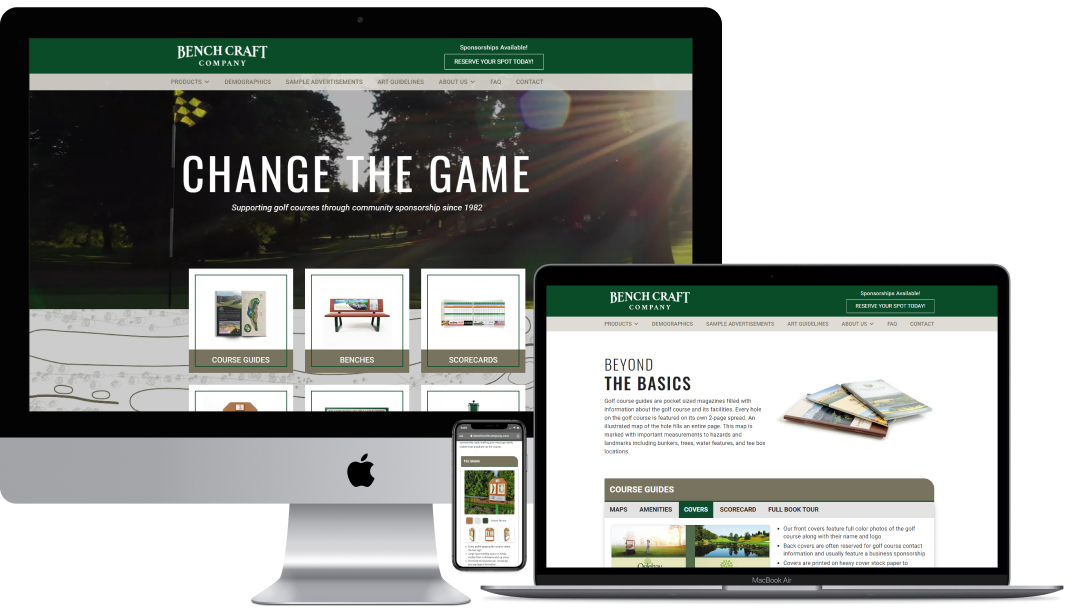 BENCH CRAFT
COMPANY
Sponsorships Available!
RESERVE YOUR SPOT TODAY!
PRODUCTS DEMOGRAPHICS SAMPLE ADVERTISEMENTS ART GUIDELINES ABOUT US FAQ CONTACT
CHANGE THE GAME
Supporting golf courses through community sponsorship since 1982
COURSE GUIDES BENCHES SCORECARDS
BENCH CRAFT
COMPANY
Sponsorships Available!
RESERVE YOUR SPOT TODAY!
PRODUCTS DEMOGRAPHICS SAMPLE ADVERTISEMENTS ART GUIDELINES ABOUT US FAQ CONTACT
BEYOND
THE BASICS
Golf course guides are pocket sized magazines filled with
information about the golf course and its facilities. Every hole
on the golf course is featured on its own 2-page spread. An
illustrated map of the hole fills an entire page. This map is
marked with important measurements to hazards and
landmarks including bunkers, trees, water features, and tee box
locations.
COURSE GUIDES
MAPS AMENITIES COVERS SCORECARD FULL BOOK TOUR
Our front covers feature full color photos of the golf
course along with their name and logo
Back covers are often reserved for golf course contact
information and usually feature a business sponsorship
Covers are printed on heavy cover stock paper to
MacBook Air